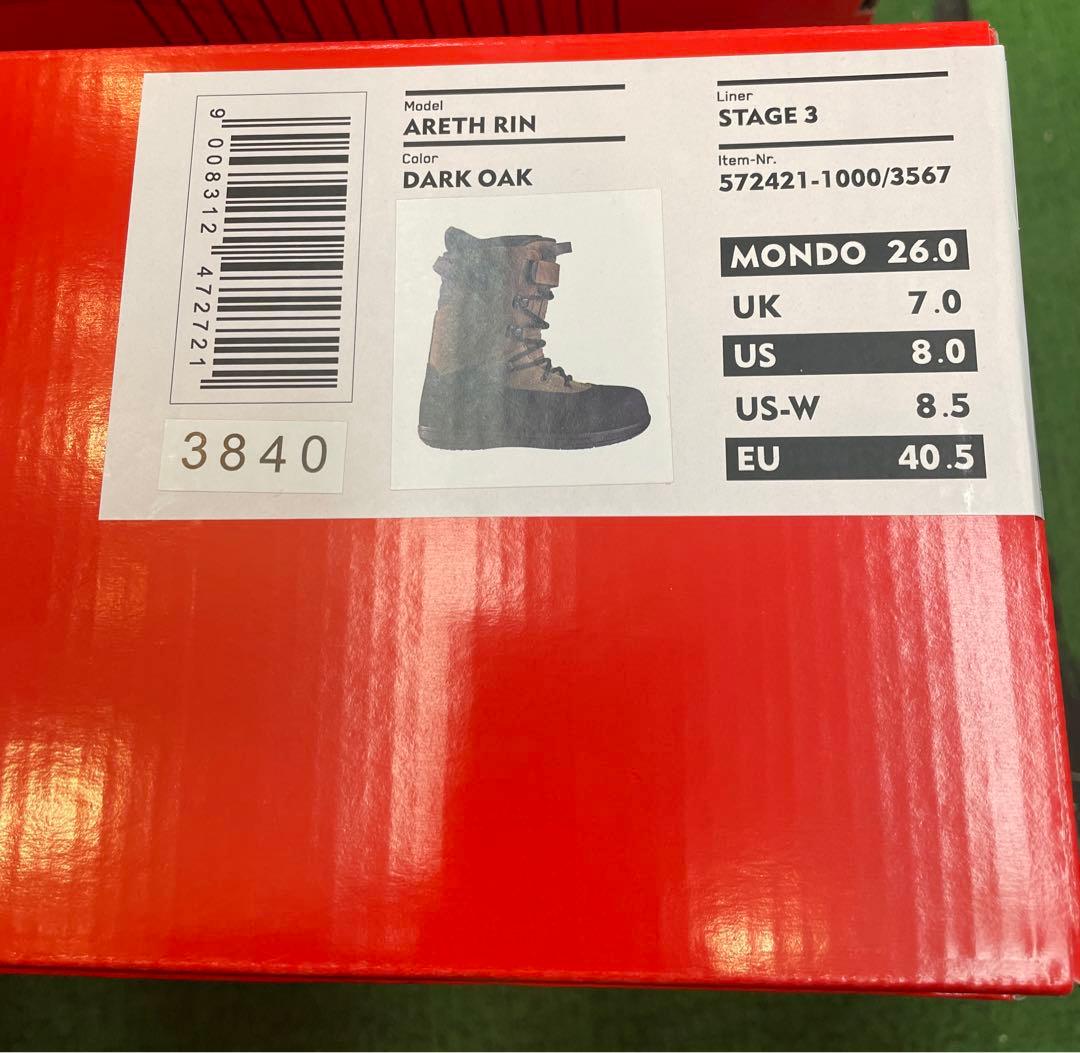 9 008312 472721
3840
Model
ARETH RIN
Color
DARK OAK
Liner
STAGE 3
Item-Nr.
572421-1000/3567
MONDO 26.0
UK 7.0
US 8.0
US-W 8.5
EU 40.5